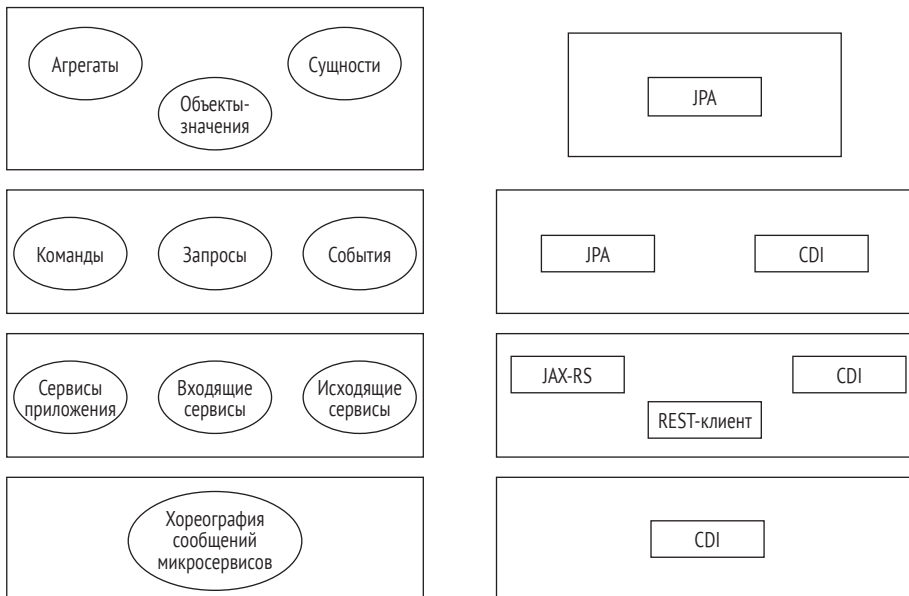 Агрегаты
Сущности
Объекты-
значения
JPA
Команды
Запросы
События
JPA
CDI
Сервисы
приложения
Входящие
сервисы
Исходящие
сервисы
JAX-RS
CDI
REST-клиент
Хореография
сообщений
микросервисов
CDI